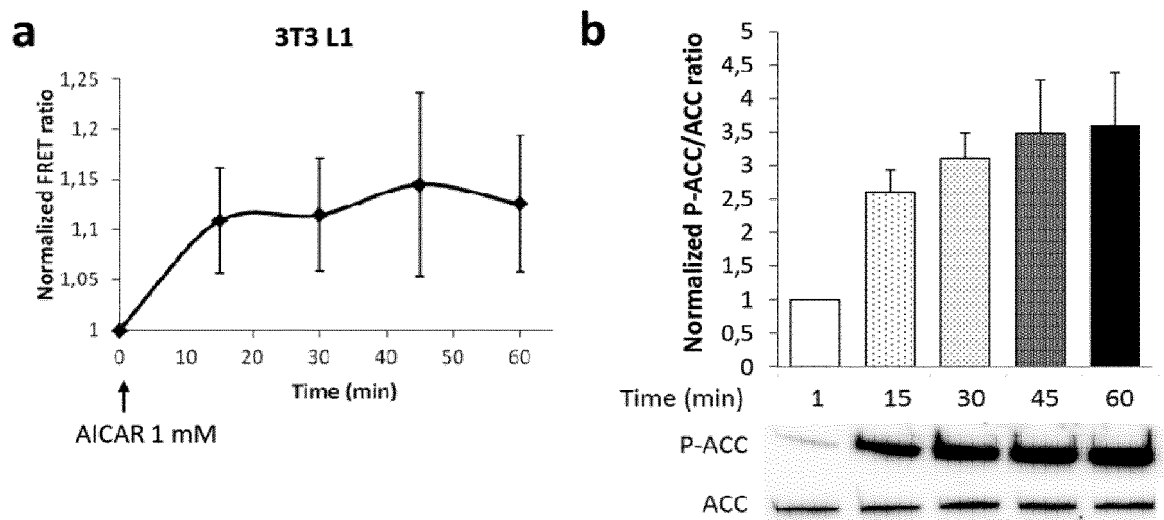 a
3T3 L1
Normalized FRET ratio
1,25
1,2
1,15
1,1
1,05
1
0 10 20 30 40 50 60
Time (min)
AICAR 1 mM
b
Normalized P-ACC/ACC ratio
5
4,5
4
3,5
3
2,5
2
1,5
1
0,5
0
Time (min) 1 15 30 45 60
P-ACC
ACC